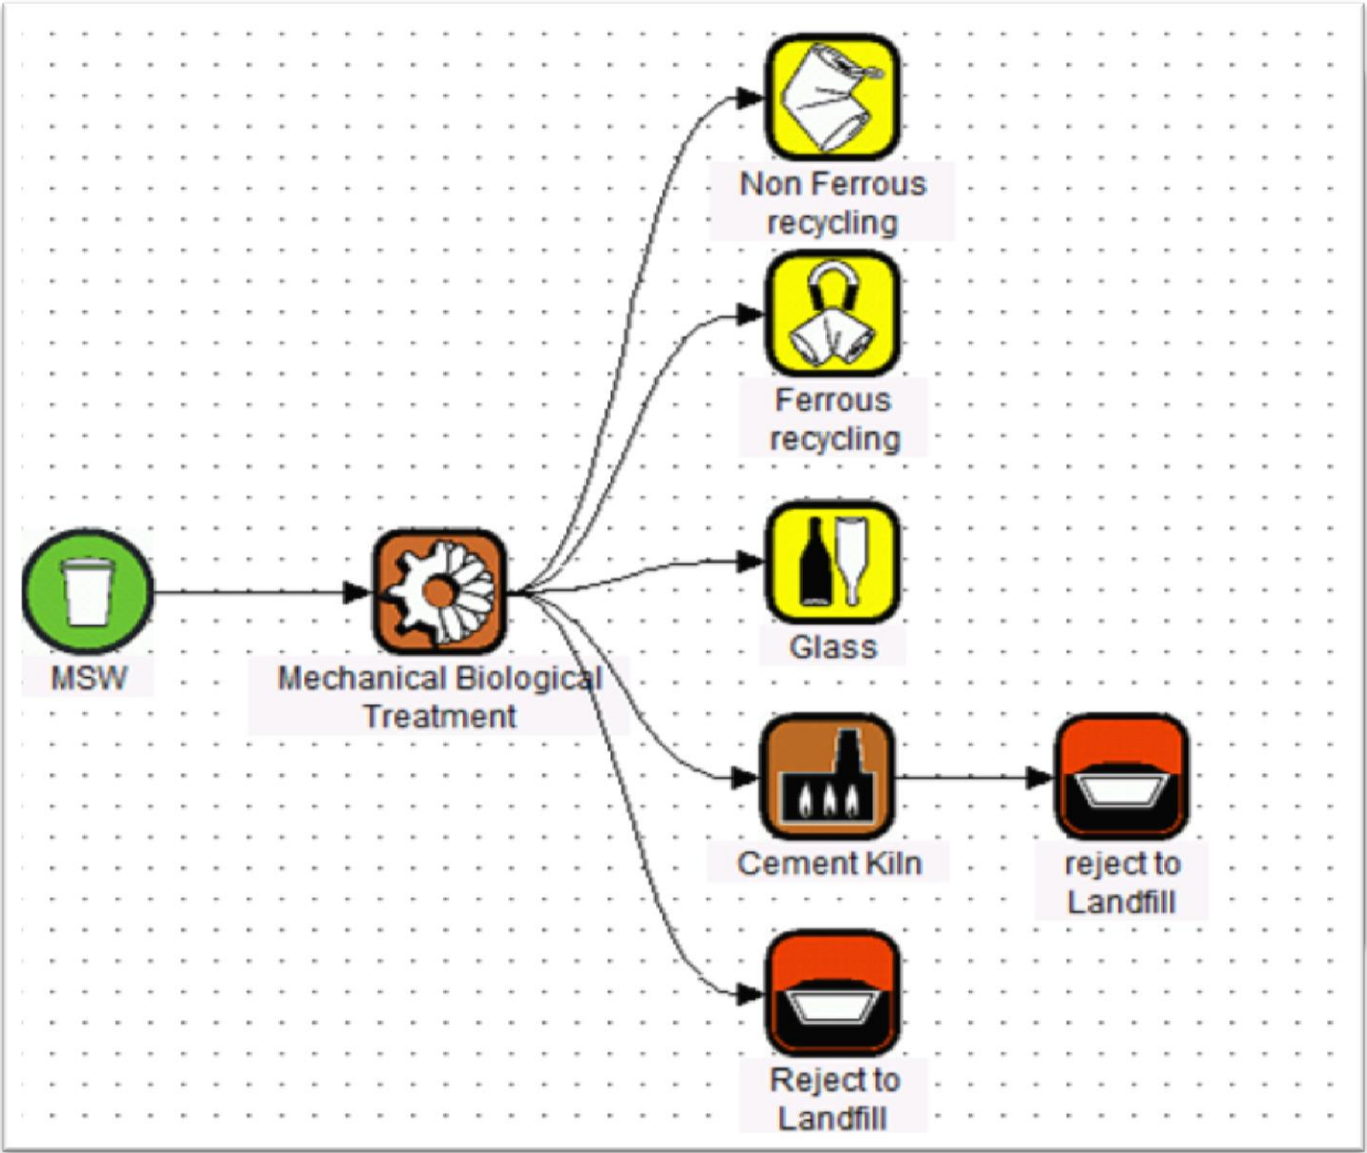 Non Ferrous
recycling
Ferrous
recycling
Glass
MSW
Mechanical Biological
Treatment
Cement Kiln
reject to
Landfill
Reject to
Landfill